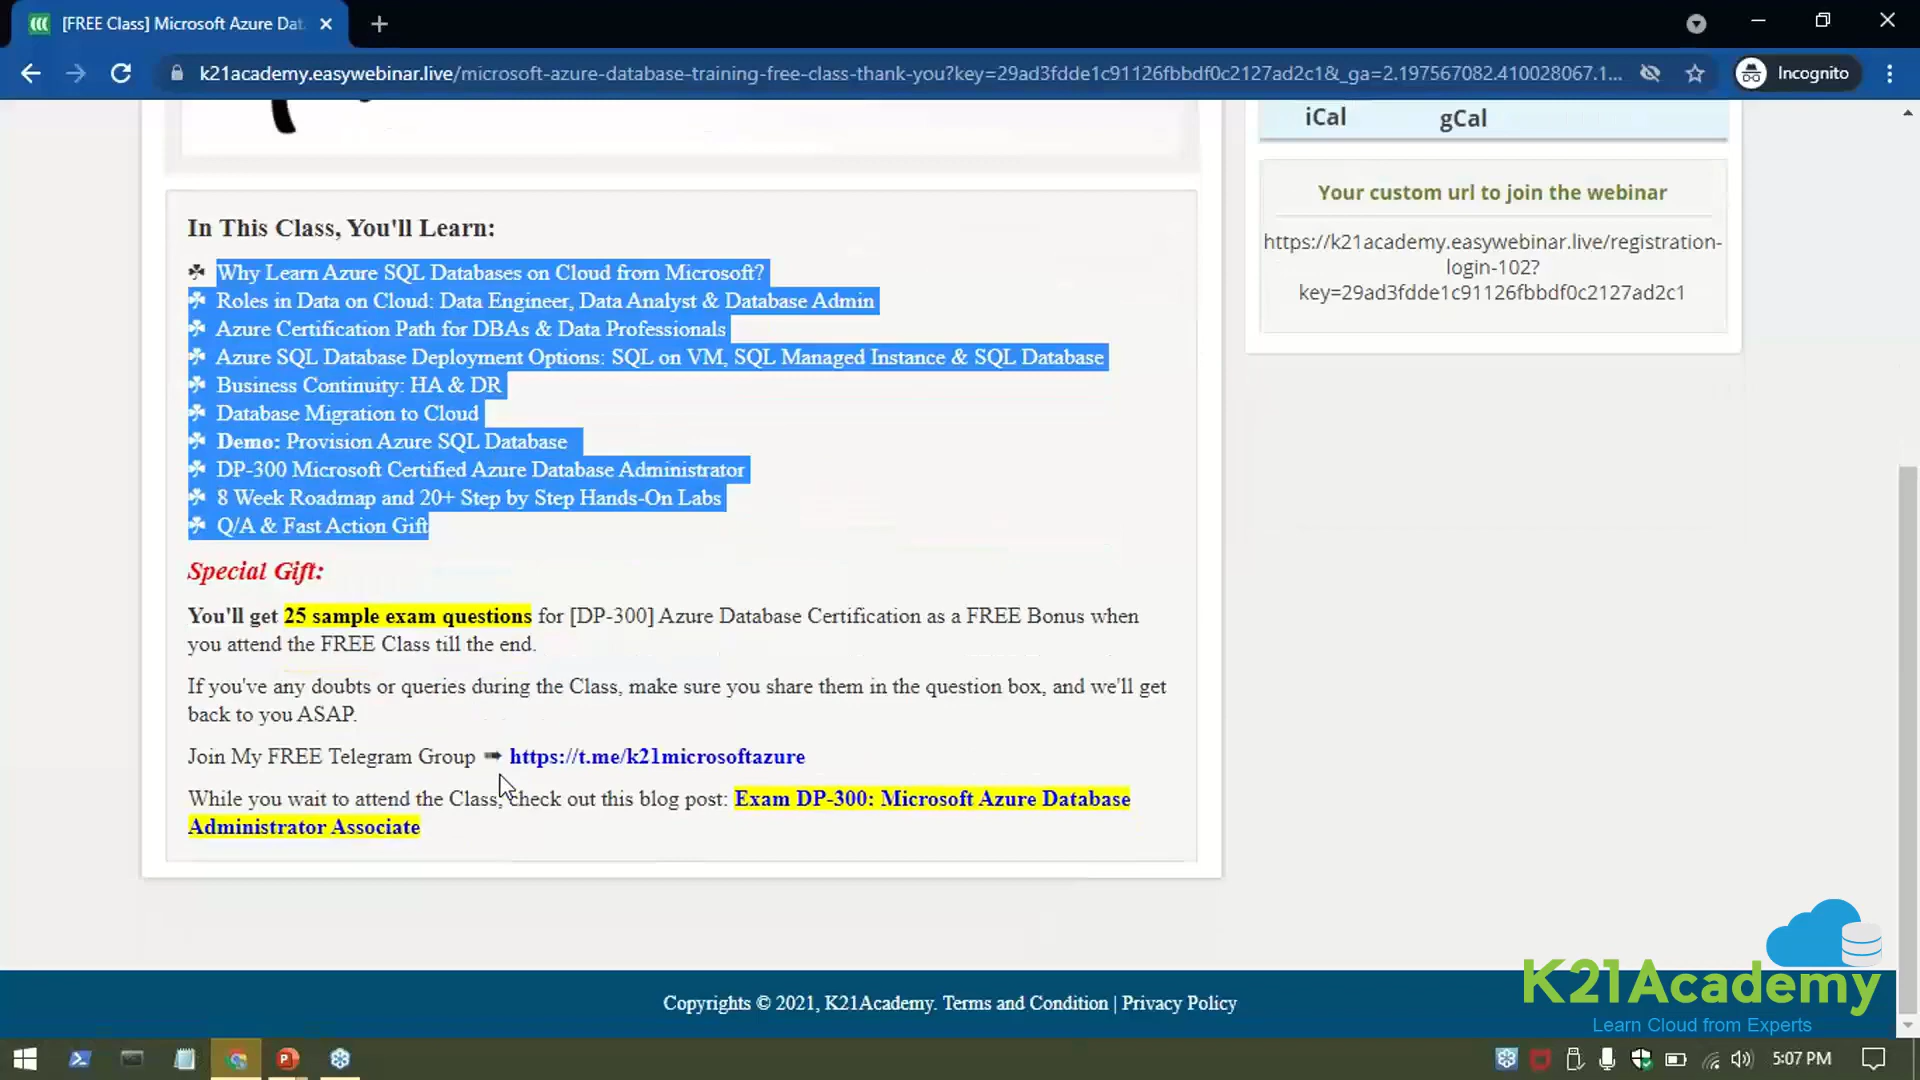 [FREE Class] Microsoft Azure Dat
k21academy.easywebinar.live/microsoft-azure-database-training-free-class-thank-you?key=29ad3fdde1c91126fbbdf0c2127ad2c1&_ga=2.197567082.410028067.1...
Incognito
iCal gCal
Your custom url to join the webinar
https://k21academy.easywebinar.live/registration-
login-102?
key=29ad3fdde1c91126fbbdf0c2127ad2c1
In This Class, You'll Learn:
Why Learn Azure SQL Databases on Cloud from Microsoft?
Roles in Data on Cloud: Data Engineer, Data Analyst & Database Admin
Azure Certification Path for DBAs & Data Professionals
Azure SQL Database Deployment Options: SQL on VM, SQL Managed Instance & SQL Database
Business Continuity: HA & DR
Database Migration to Cloud
Demo: Provision Azure SQL Database
DP-300 Microsoft Certified Azure Database Administrator
8 Week Roadmap and 20+ Step by Step Hands-On Labs
Q/A & Fast Action Gift
Special Gift:
You'll get 25 sample exam questions for [DP-300] Azure Database Certification as a FREE Bonus when
you attend the FREE Class till the end.
If you've any doubts or queries during the Class, make sure you share them in the question box, and we'll get
back to you ASAP.
Join My FREE Telegram Group ➡ https://t.me/k21microsoftazure
While you wait to attend the Class, check out this blog post: Exam DP-300: Microsoft Azure Database
Administrator Associate
Copyrights © 2021, K21Academy. Terms and Condition | Privacy Policy
K21Academy
Learn Cloud from Experts
5:07 PM